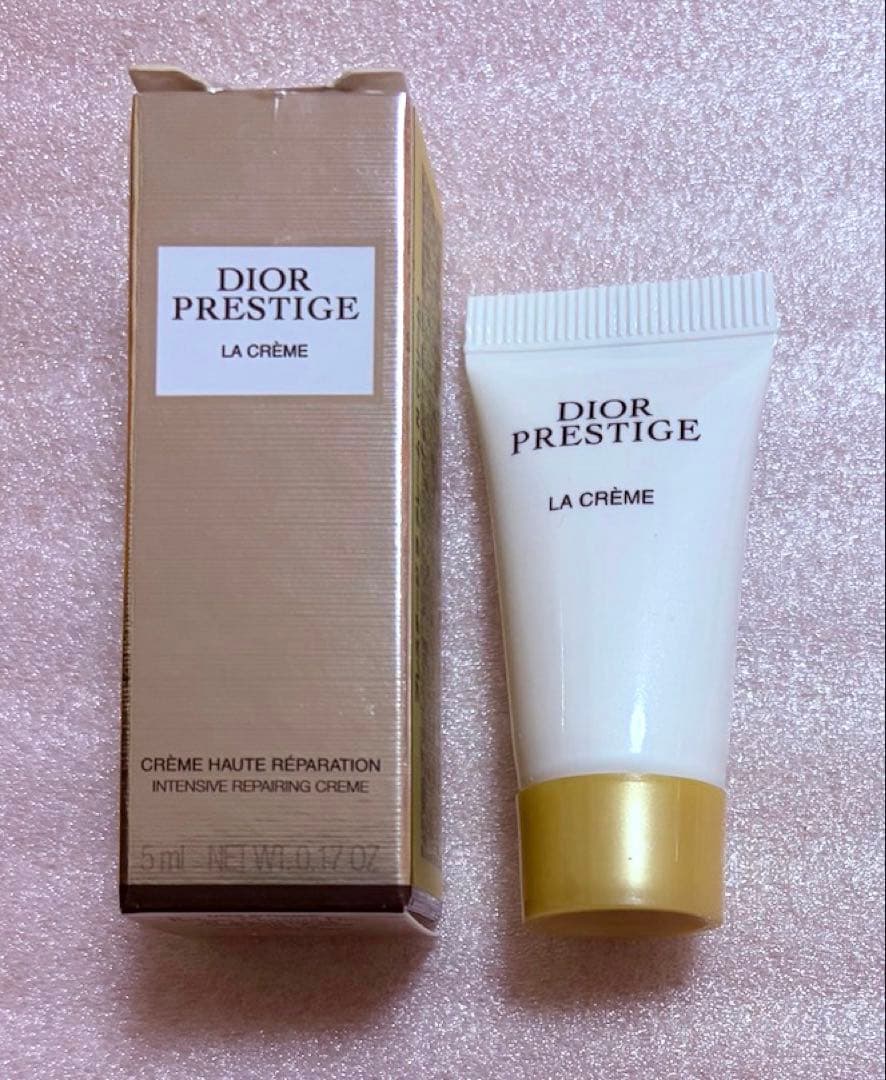 DIOR
PRESTIGE
LA CRÈME
CRÈME HAUTE RÉPARATION
INTENSIVE REPAIRING CREME
5 ml - NET WT. 0.17 OZ
DIOR
PRESTIGE
LA CRÈME